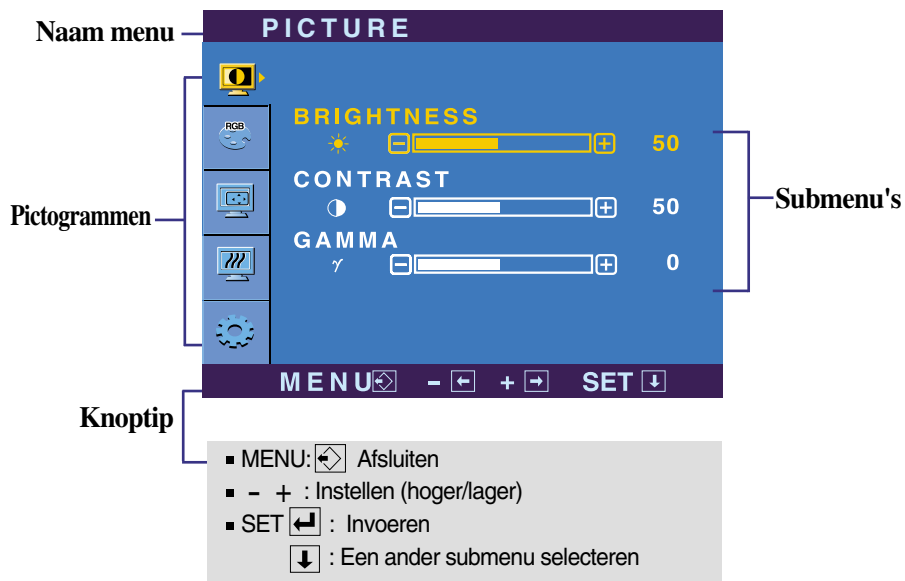 Naam menu
PICTURE
RGB
BRIGHTNESS
50
CONTRAST
50
GAMMA
γ
0
Pictogrammen
Submenu's
MENU - + SET
Knoptip
MENU: Afsluiten
- + : Instellen (hoger/lager)
SET : Invoeren
: Een ander submenu selecteren